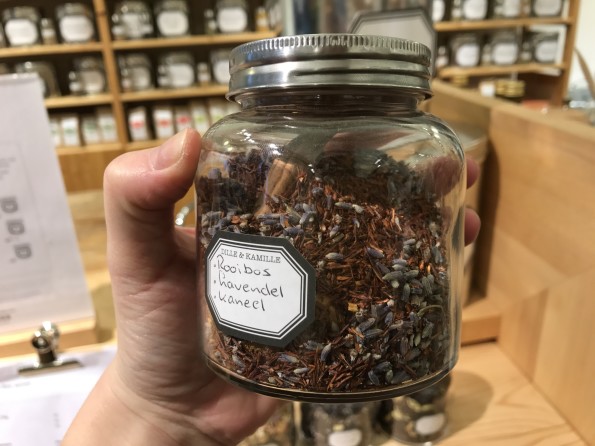 DILLE & KAMILLE
• Rooibos
• Lavendel
• kaneel